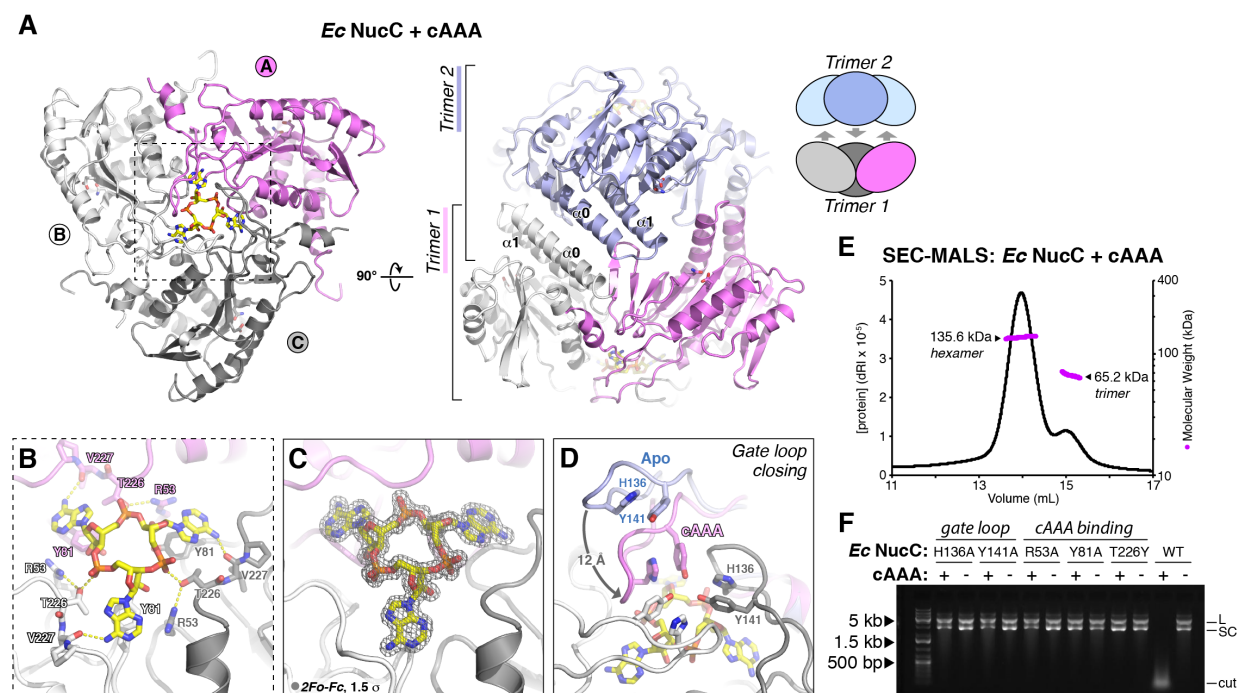 A
Ec NucC + cAAA
A
B
C
90°
Trimer 2
Trimer 1
α0
α1
α1
α0
Trimer 2
Trimer 1
E
SEC-MALS: Ec NucC + cAAA
5
4
3
2
1
0
[protein] (dRI x 10-5)
135.6 kDa
hexamer
65.2 kDa
trimer
400
100
10
Molecular Weight (kDa)
11
13
15
17
Volume (mL)
B
V227
T226
R53
Y81
Y81
V227
R53
T226
T226
Y81
R53
V227
C
2Fo-Fc, 1.5 σ
D
Gate loop
closing
Apo
H136
Y141
cAAA
12 Å
H136
Y141
F
gate loop
cAAA binding
Ec NucC: H136A Y141A R53A Y81A T226Y WT
cAAA: + - + - + - + - + - + -
5 kb
1.5 kb
500 bp
L
SC
cut